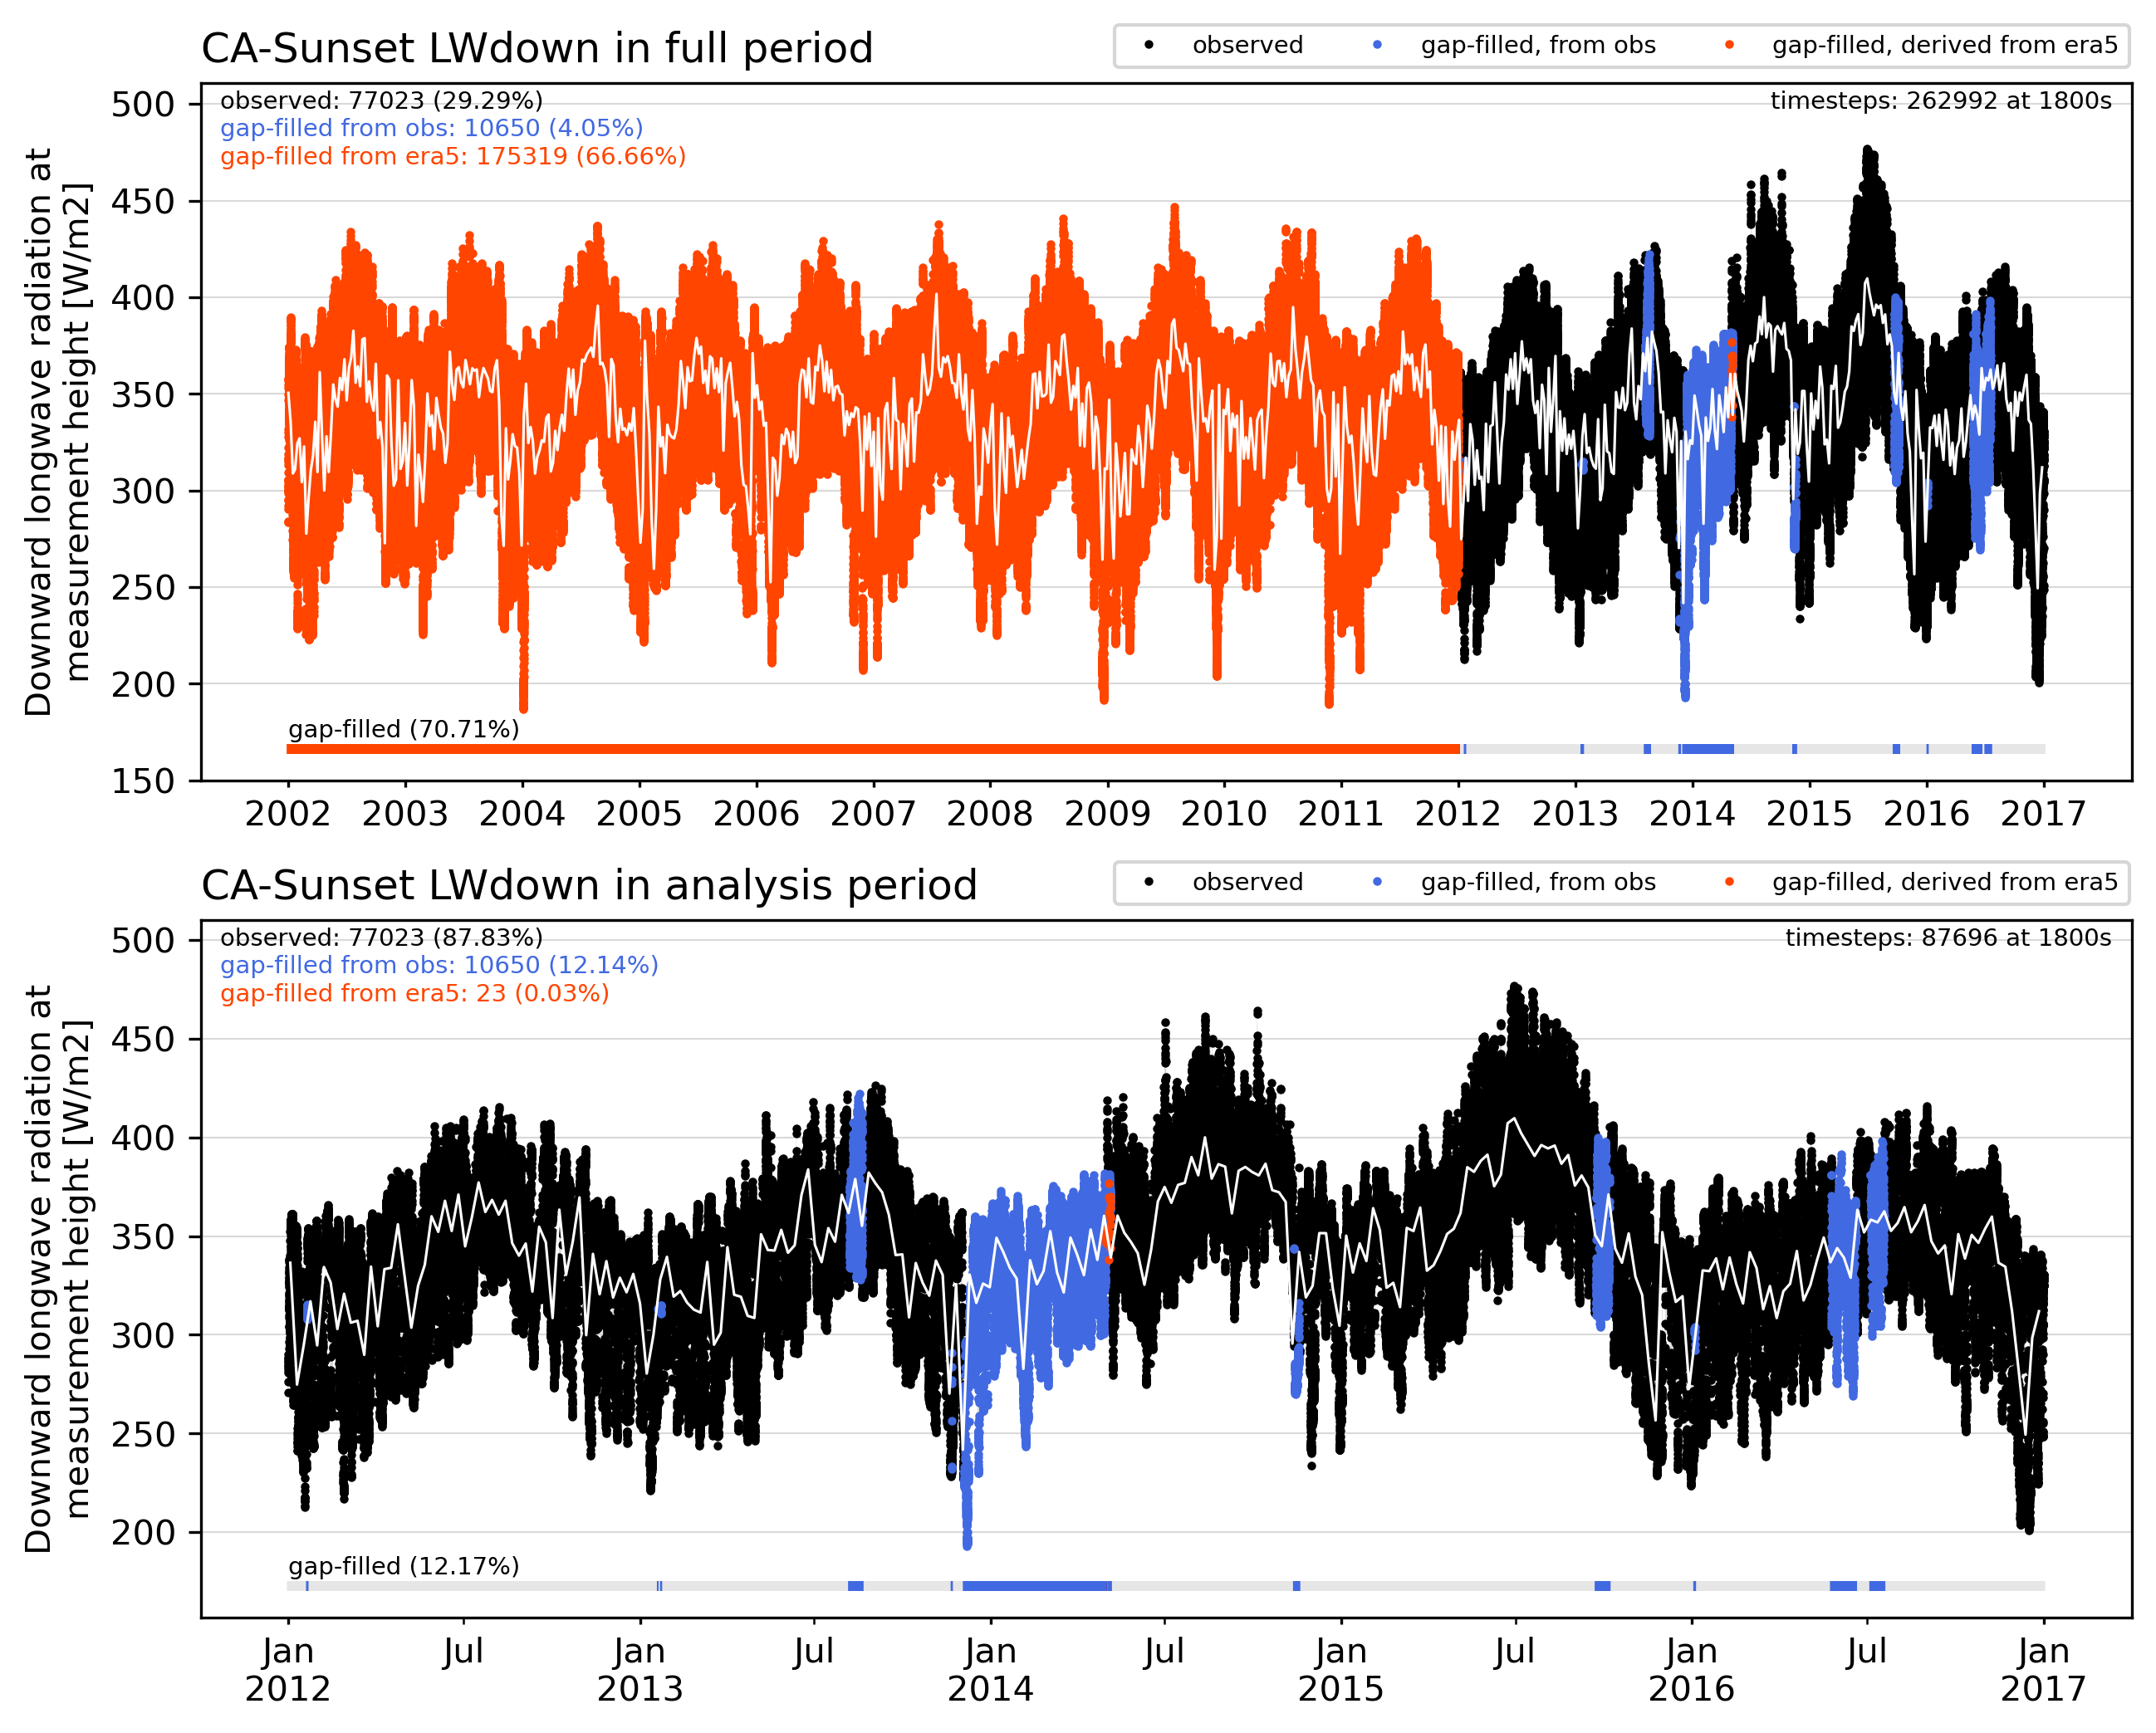 CA-Sunset LWdown in full period
observed
gap-filled, from obs
gap-filled, derived from era5
observed: 77023 (29.29%)
gap-filled from obs: 10650 (4.05%)
gap-filled from era5: 175319 (66.66%)
timesteps: 262992 at 1800s
Downward longwave radiation at
measurement height [W/m2]
500
450
400
350
300
250
200
150
gap-filled (70.71%)
2002 2003 2004 2005 2006 2007 2008 2009 2010 2011 2012 2013 2014 2015 2016 2017
CA-Sunset LWdown in analysis period
observed
gap-filled, from obs
gap-filled, derived from era5
observed: 77023 (87.83%)
gap-filled from obs: 10650 (12.14%)
gap-filled from era5: 23 (0.03%)
timesteps: 87696 at 1800s
Downward longwave radiation at
measurement height [W/m2]
500
450
400
350
300
250
200
gap-filled (12.17%)
Jan Jul Jan Jul Jan Jul Jan Jul Jan Jul Jan
2012 2013 2014 2015 2016 2017